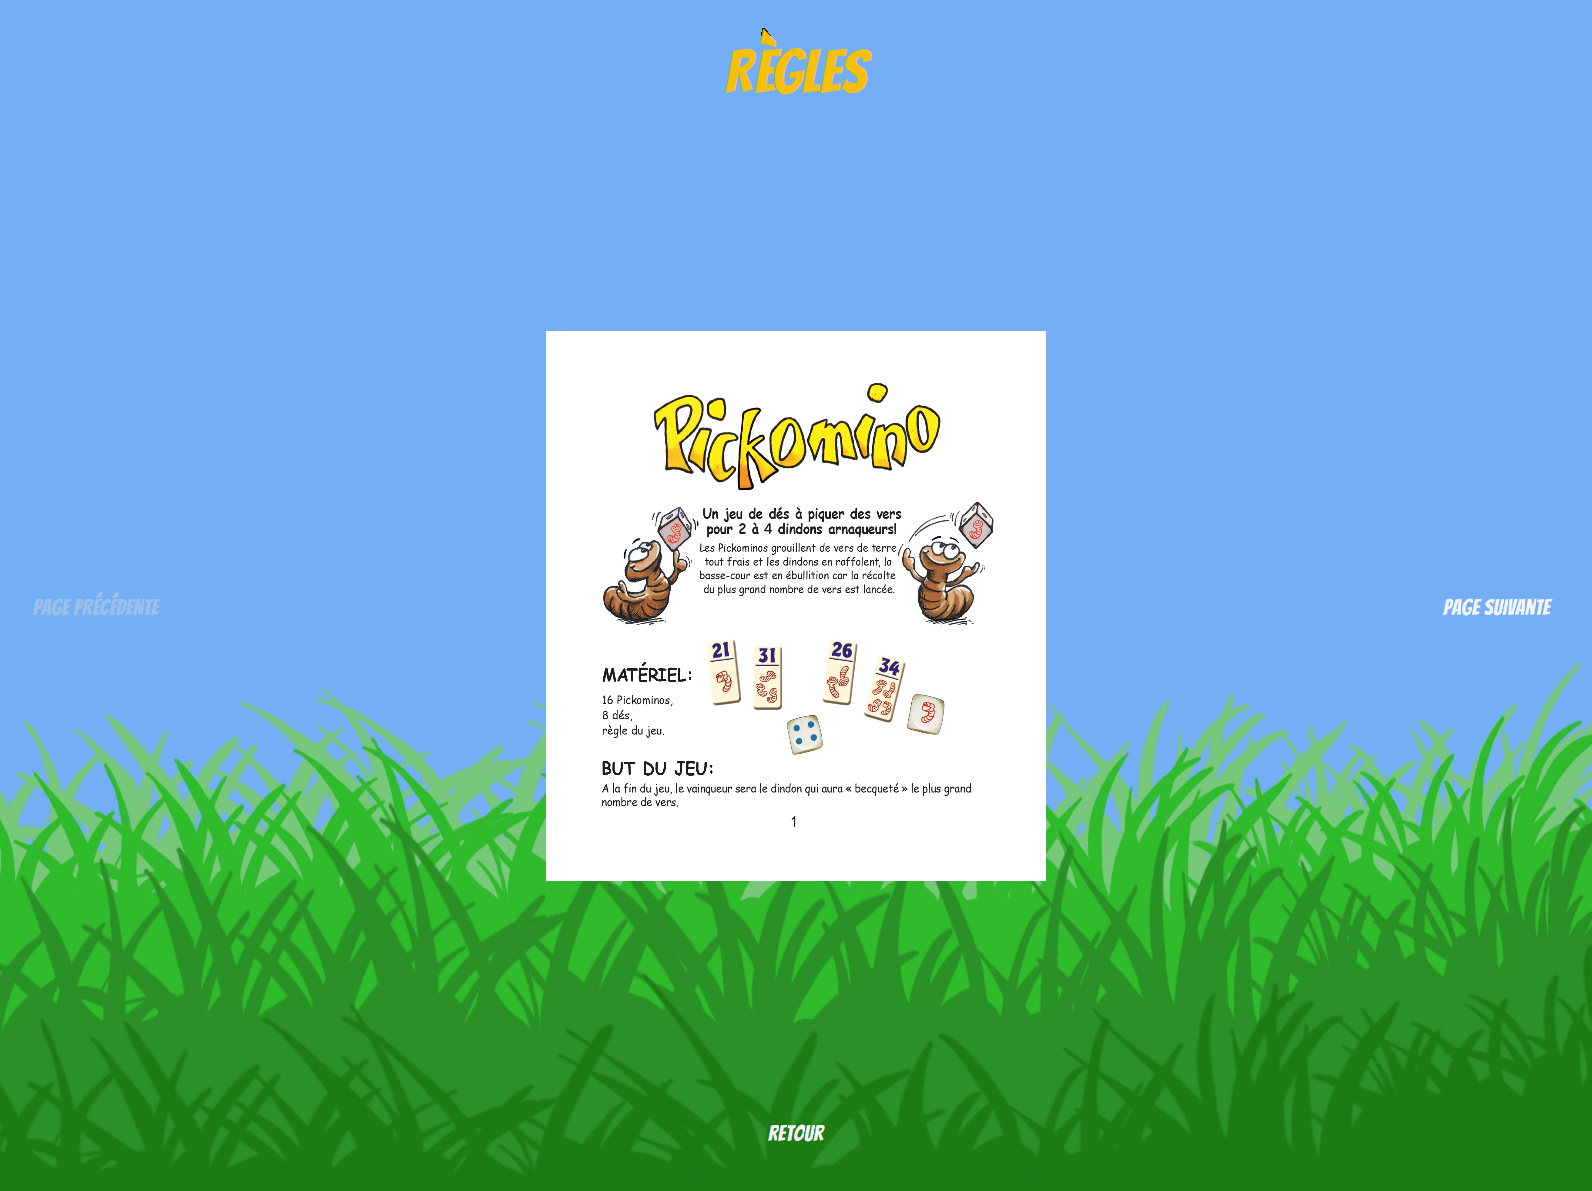 RÈGLES
Pickomino
Un jeu de dés à piquer des vers
pour 2 à 4 dindons arnaqueurs!
Les Pickominos grouillent de vers de terre
tout frais et les dindons en raffolent, la
basse-cour est en ébullition car la récolte
du plus grand nombre de vers est lancée.
PAGE PRÉCÉDENTE
PAGE SUIVANTE
21
31
26
34
MATÉRIEL:
16 Pickominos,
8 dés,
règle du jeu.
BUT DU JEU:
A la fin du jeu, le vainqueur sera le dindon qui aura « becqueté » le plus grand
nombre de vers.
1
RETOUR